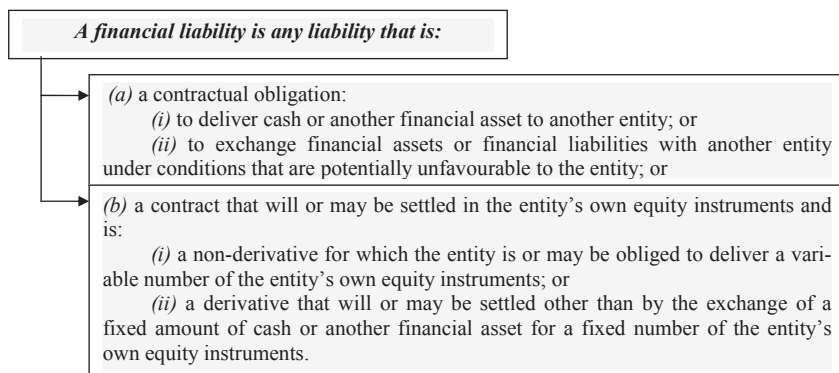 A financial liability is any liability that is:
(a) a contractual obligation:
(i) to deliver cash or another financial asset to another entity; or
(ii) to exchange financial assets or financial liabilities with another entity
under conditions that are potentially unfavourable to the entity; or
(b) a contract that will or may be settled in the entity’s own equity instruments and
is:
(i) a non-derivative for which the entity is or may be obliged to deliver a vari-
able number of the entity’s own equity instruments; or
(ii) a derivative that will or may be settled other than by the exchange of a
fixed amount of cash or another financial asset for a fixed number of the entity’s
own equity instruments.